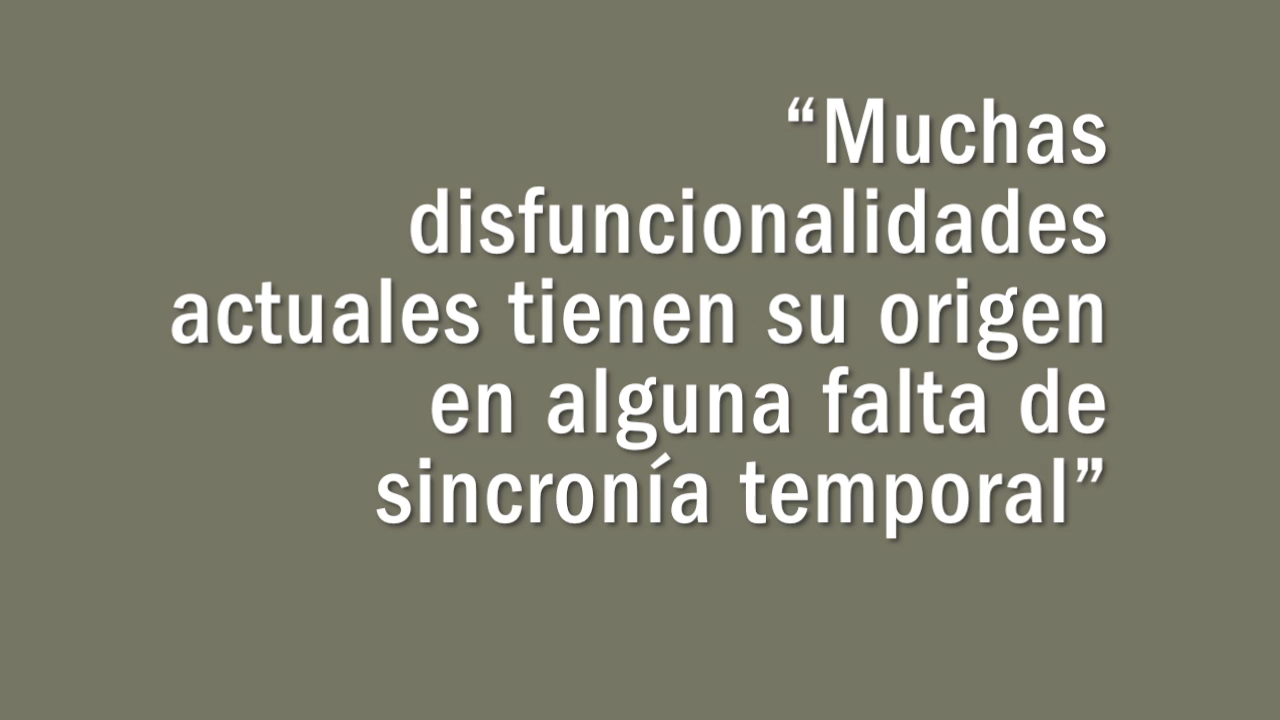 “Muchas
disfuncionalidades
actuales tienen su origen
en alguna falta de
sincronía temporal”